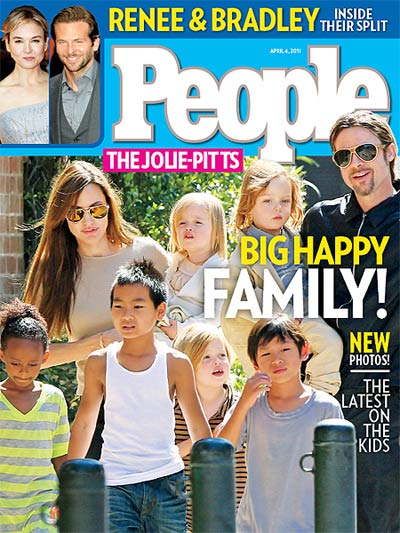 RENEE & BRADLEY
INSIDE
THEIR SPLIT
APRIL 4, 2011
People
THE JOLIE-PITTS
BIG HAPPY
FAMILY!
NEW
PHOTOS!
THE
LATEST
ON
THE
KIDS